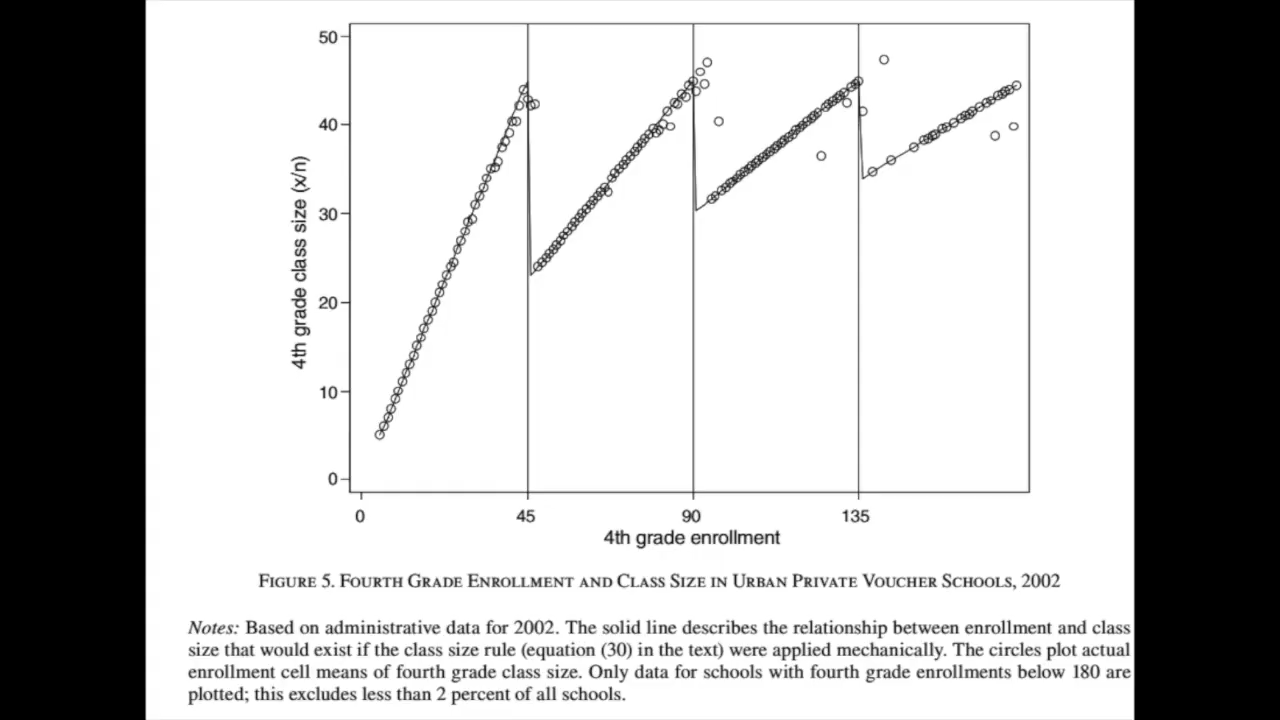 50
40
30
20
10
0
4th grade class size (x/n)
0 45 90 135
4th grade enrollment
FIGURE 5. FOURTH GRADE ENROLLMENT AND CLASS SIZE IN URBAN PRIVATE VOUCHER SCHOOLS, 2002
Notes: Based on administrative data for 2002. The solid line describes the relationship between enrollment and class
size that would exist if the class size rule (equation (30) in the text) were applied mechanically. The circles plot actual
enrollment cell means of fourth grade class size. Only data for schools with fourth grade enrollments below 180 are
plotted; this excludes less than 2 percent of all schools.